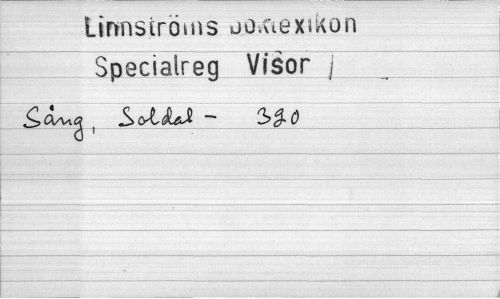 Linnströms Boklexikon
Specialreg Visor /
Sång, Soldat - 390